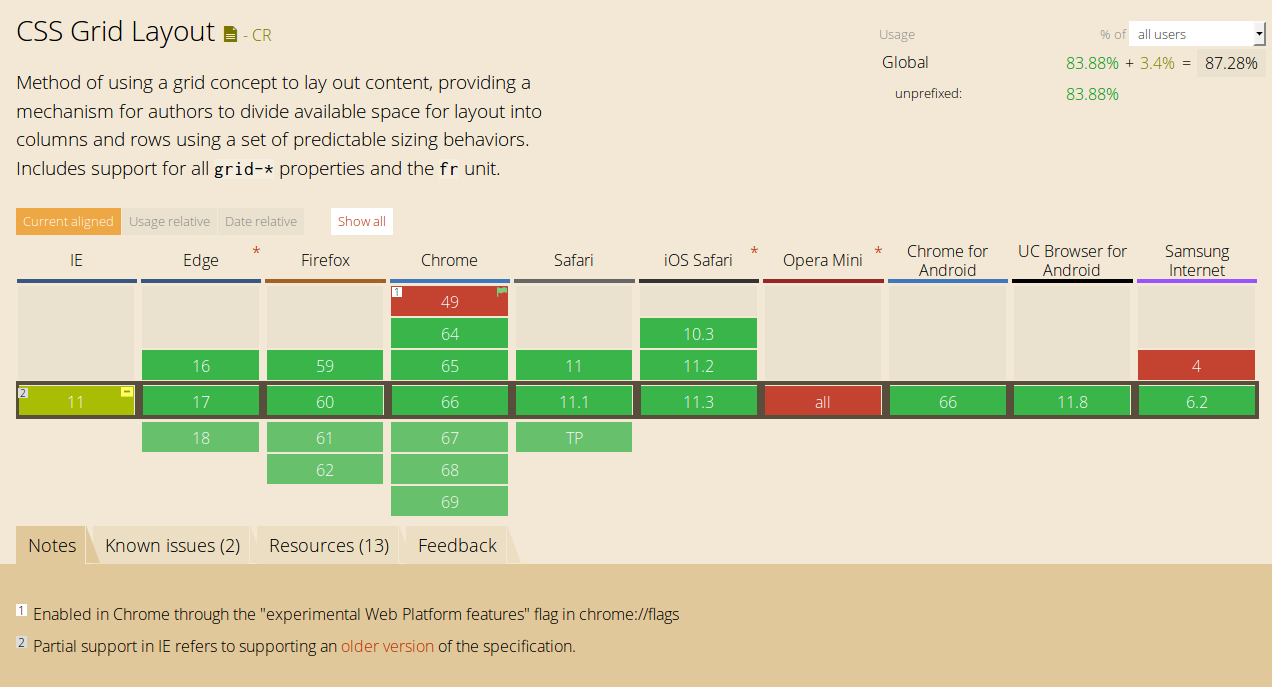 CSS Grid Layout - CR
Usage % of all users
Global 83.88% + 3.4% = 87.28%
unprefixed: 83.88%
Method of using a grid concept to lay out content, providing a
mechanism for authors to divide available space for layout into
columns and rows using a set of predictable sizing behaviors.
Includes support for all grid-* properties and the fr unit.
Current aligned Usage relative Date relative Show all
IE Edge * Firefox Chrome Safari iOS Safari * Opera Mini * Chrome for Android UC Browser for Android Samsung Internet
1 49
64 10.3
16 59 65 11 11.2 4
2 11 17 60 66 11.1 11.3 all 66 11.8 6.2
18 61 67 TP
62 68
69
Notes Known issues (2) Resources (13) Feedback
1 Enabled in Chrome through the "experimental Web Platform features" flag in chrome://flags
2 Partial support in IE refers to supporting an older version of the specification.